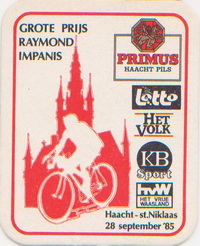 GROTE PRIJS
RAYMOND
IMPANIS
PRIMUS
HAACHT PILS
Lotto
HET
VOLK
KB
Sport
hvw
HET VRIJE
WAASLAND
Haacht - st.Niklaas
28 september '85